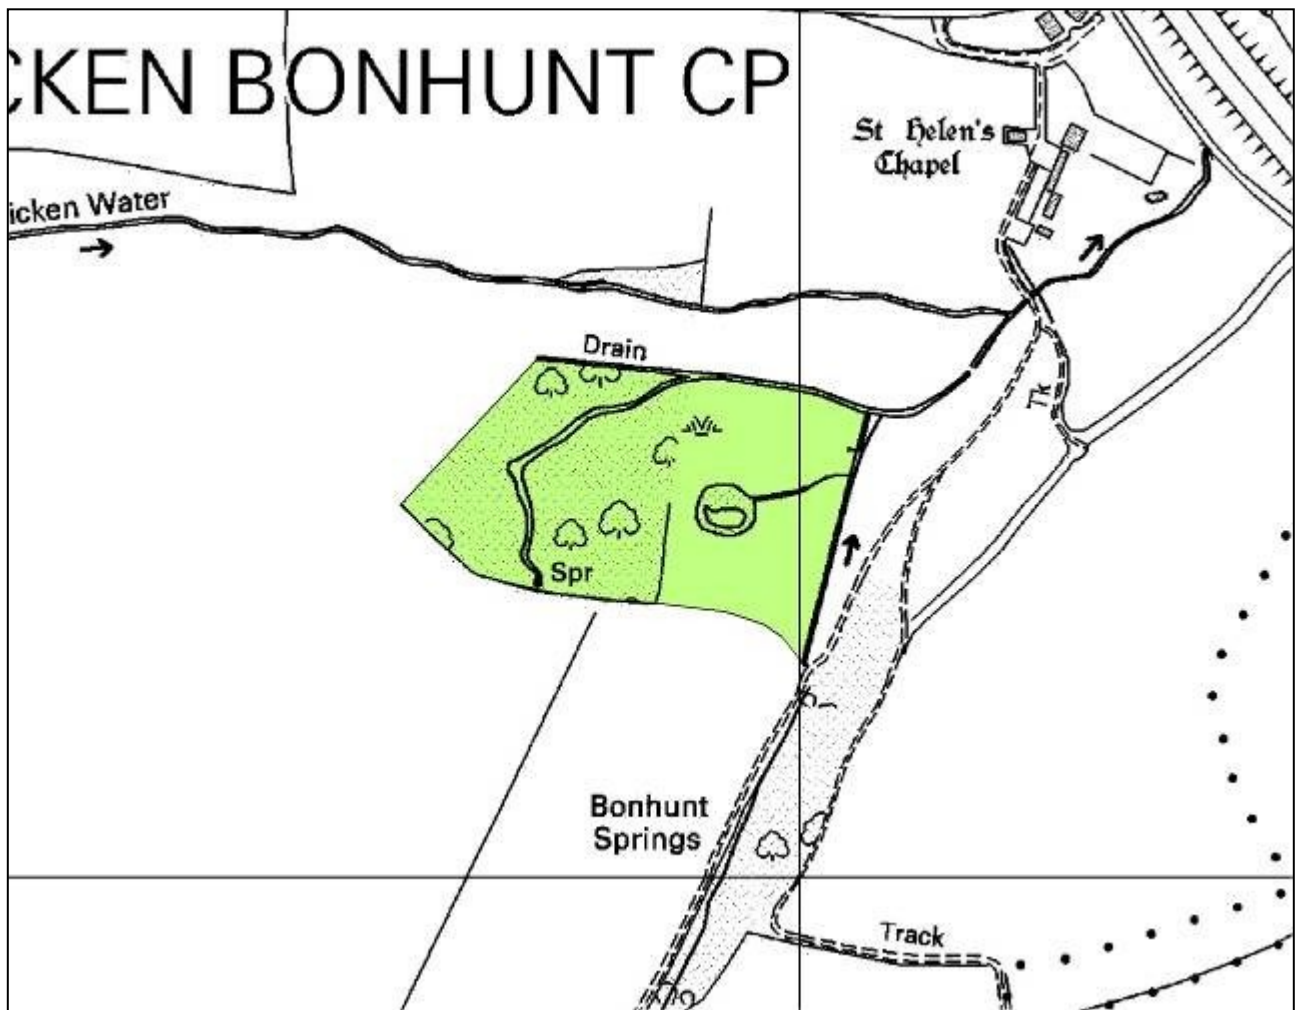 CKEN BONHUNT CP
St Helen's
Chapel
icken Water
Drain
Tk
Spr
Bonhunt
Springs
Track